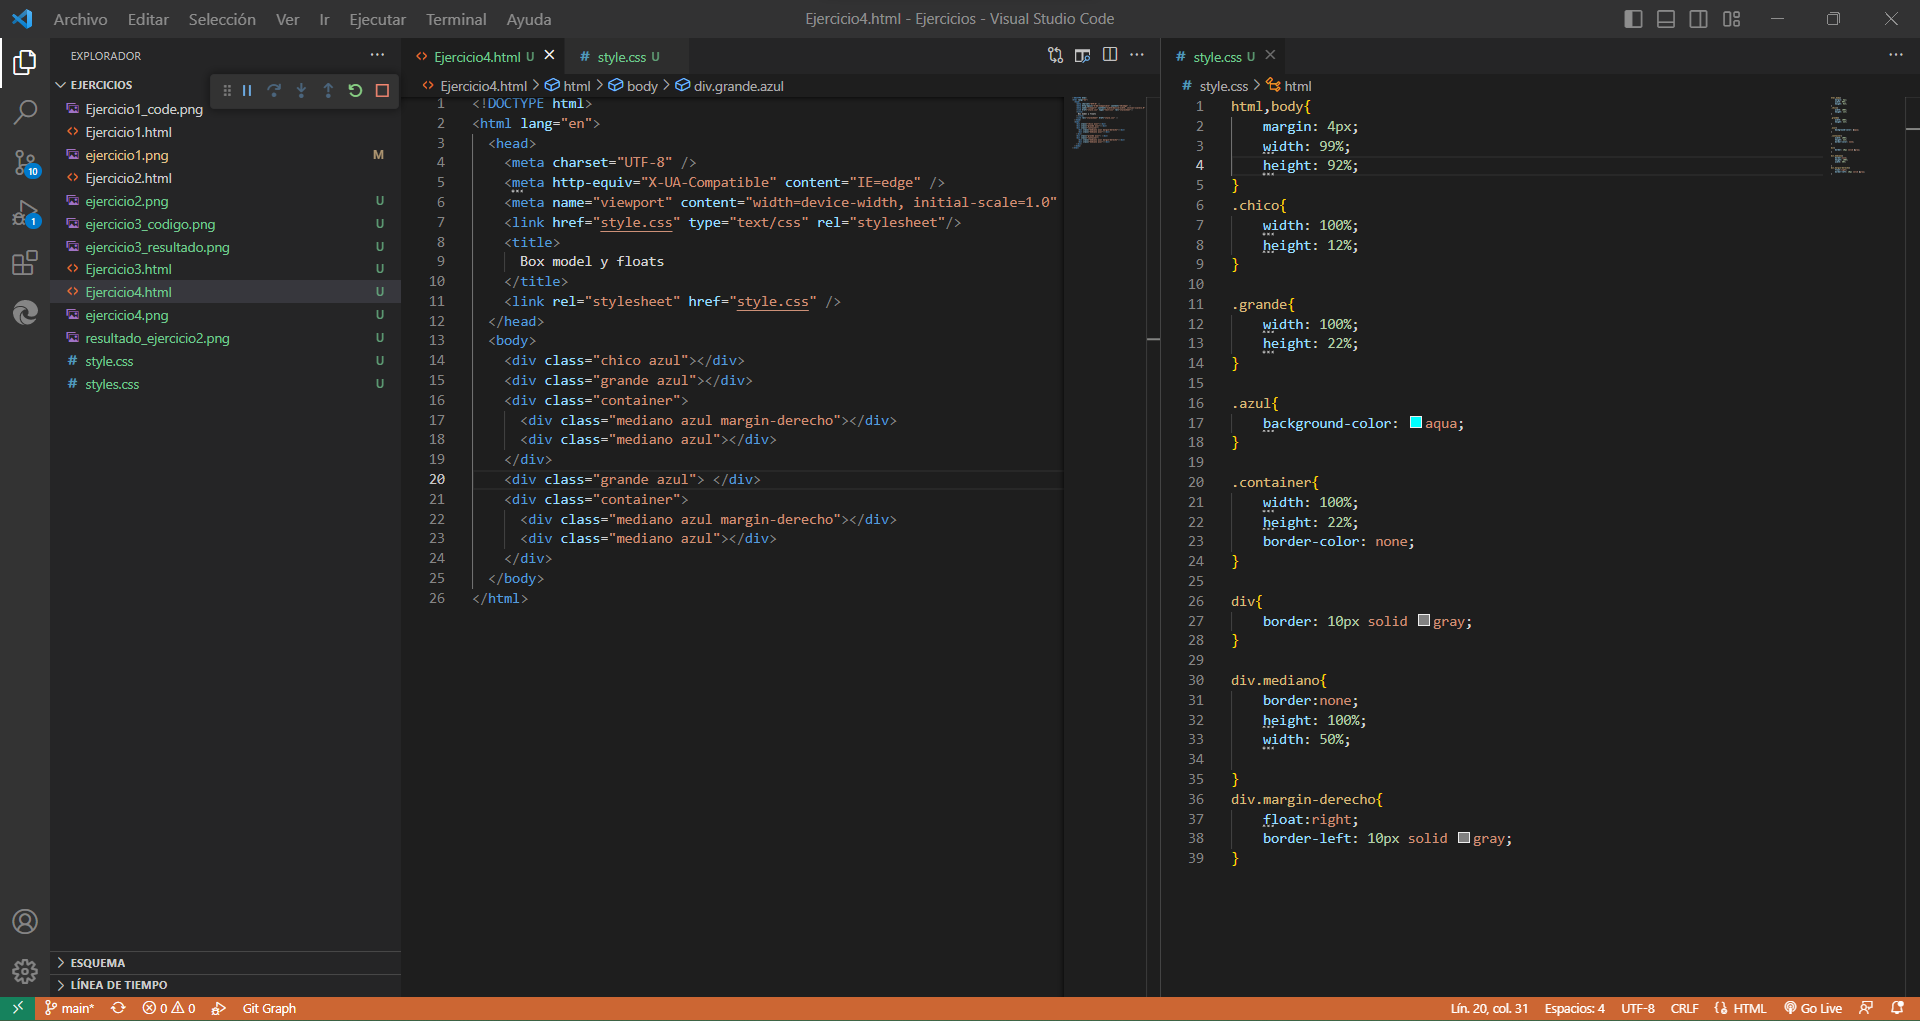 Archivo Editar Selección Ver Ir Ejecutar Terminal Ayuda
Ejercicio4.html - Ejercicios - Visual Studio Code
EXPLORADOR
EJERCICIOS
Ejercicio1_code.png
Ejercicio1.html
ejercicio1.png M
Ejercicio2.html
ejercicio2.png U
ejercicio3_codigo.png U
ejercicio3_resultado.png U
Ejercicio3.html U
Ejercicio4.html U
ejercicio4.png U
resultado_ejercicio2.png U
# style.css U
# styles.css U
10
1
ESQUEMA
LÍNEA DE TIEMPO
Ejercicio4.html U
# style.css U
Ejercicio4.html > html > body > div.grande.azul
1 <!DOCTYPE html>
2 <html lang="en">
3 <head>
4 <meta charset="UTF-8" />
5 <meta http-equiv="X-UA-Compatible" content="IE=edge" />
6 <meta name="viewport" content="width=device-width, initial-scale=1.0"
7 <link href="style.css" type="text/css" rel="stylesheet"/>
8 <title>
9 Box model y floats
10 </title>
11 <link rel="stylesheet" href="style.css" />
12 </head>
13 <body>
14 <div class="chico azul"></div>
15 <div class="grande azul"></div>
16 <div class="container">
17 <div class="mediano azul margin-derecho"></div>
18 <div class="mediano azul"></div>
19 </div>
20 <div class="grande azul"> </div>
21 <div class="container">
22 <div class="mediano azul margin-derecho"></div>
23 <div class="mediano azul"></div>
24 </div>
25 </body>
26 </html>
# style.css U
# style.css > html
1 html,body{
2 margin: 4px;
3 width: 99%;
4 height: 92%;
5 }
6 .chico{
7 width: 100%;
8 height: 12%;
9 }
10
11 .grande{
12 width: 100%;
13 height: 22%;
14 }
15
16 .azul{
17 background-color: aqua;
18 }
19
20 .container{
21 width: 100%;
22 height: 22%;
23 border-color: none;
24 }
25
26 div{
27 border: 10px solid gray;
28 }
29
30 div.mediano{
31 border:none;
32 height: 100%;
33 width: 50%;
34
35 }
36 div.margin-derecho{
37 float:right;
38 border-left: 10px solid gray;
39 }
main* 0 0 Git Graph
Lín. 20, col. 31 Espacios: 4 UTF-8 CRLF HTML Go Live